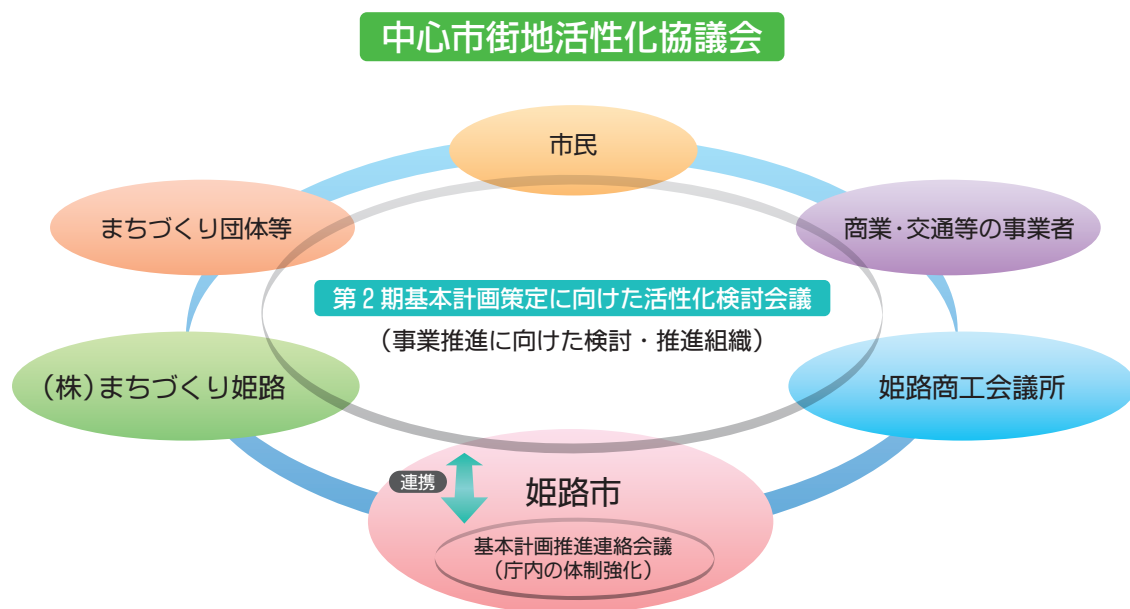 中心市街地活性化協議会
市民
まちづくり団体等
商業・交通等の事業者
第2期基本計画策定に向けた活性化検討会議
（事業推進に向けた検討・推進組織）
（株）まちづくり姫路
姫路商工会議所
連携
姫路市
基本計画推進連絡会議
（庁内の体制強化）